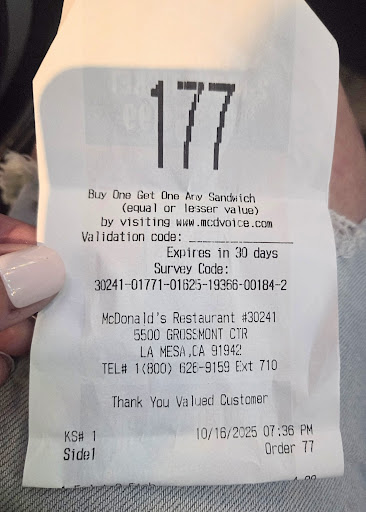 177
Buy One Get One Any Sandwich
(equal or lesser value)
by visiting www.mcdvoice.com
Validation code: _______________
Expires in 30 days
Survey Code:
30241-01771-01625-19366-00184-2
McDonald's Restaurant #30241
5500 GROSSMONT CTR
LA MESA,CA 91942
TEL# 1(800) 626-9159 Ext 710
Thank You Valued Customer
KS# 1 10/16/2025 07:36 PM
Side1 Order 77